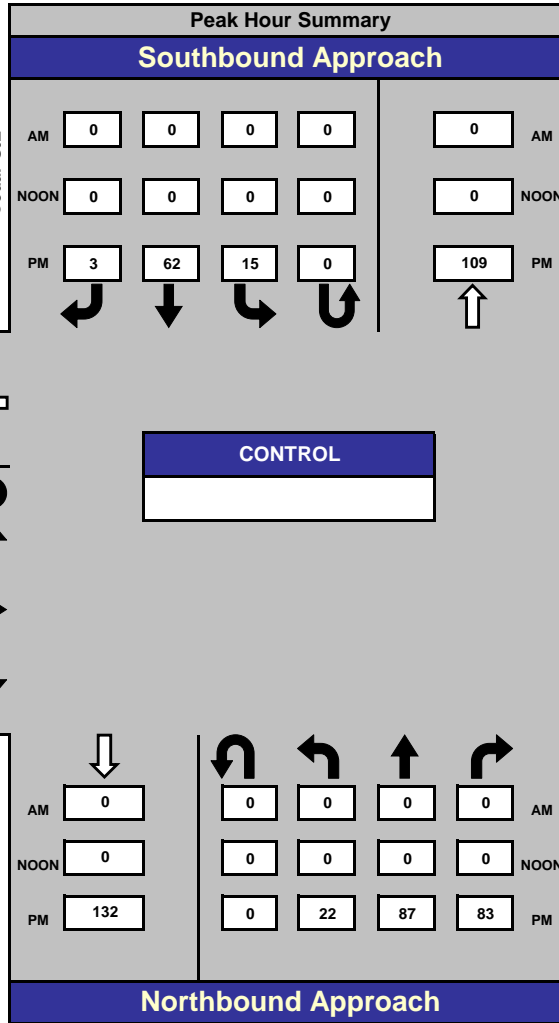 Peak Hour Summary
Southbound Approach
AM 0 0 0 0 0 AM
NOON 0 0 0 0 0 NOON
PM 3 62 15 0 109 PM
CONTROL
AM 0 0 0 0 0 AM
NOON 0 0 0 0 0 NOON
PM 132 0 22 87 83 PM
Northbound Approach